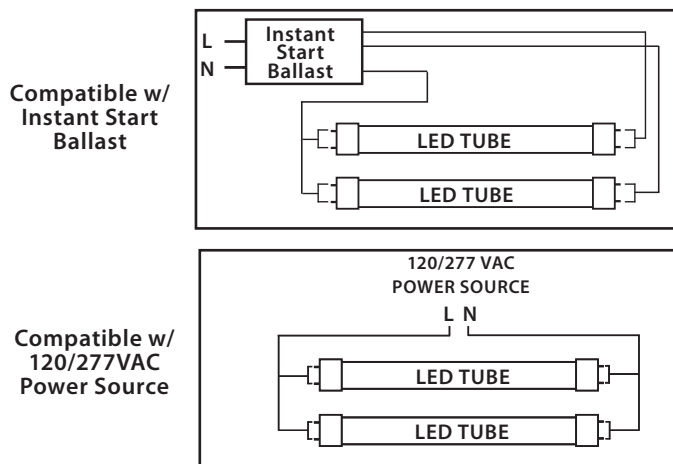 Compatible w/
Instant Start
Ballast
L
N
Instant
Start
Ballast
LED TUBE
LED TUBE
Compatible w/
120/277VAC
Power Source
120/277 VAC
POWER SOURCE
L N
LED TUBE
LED TUBE